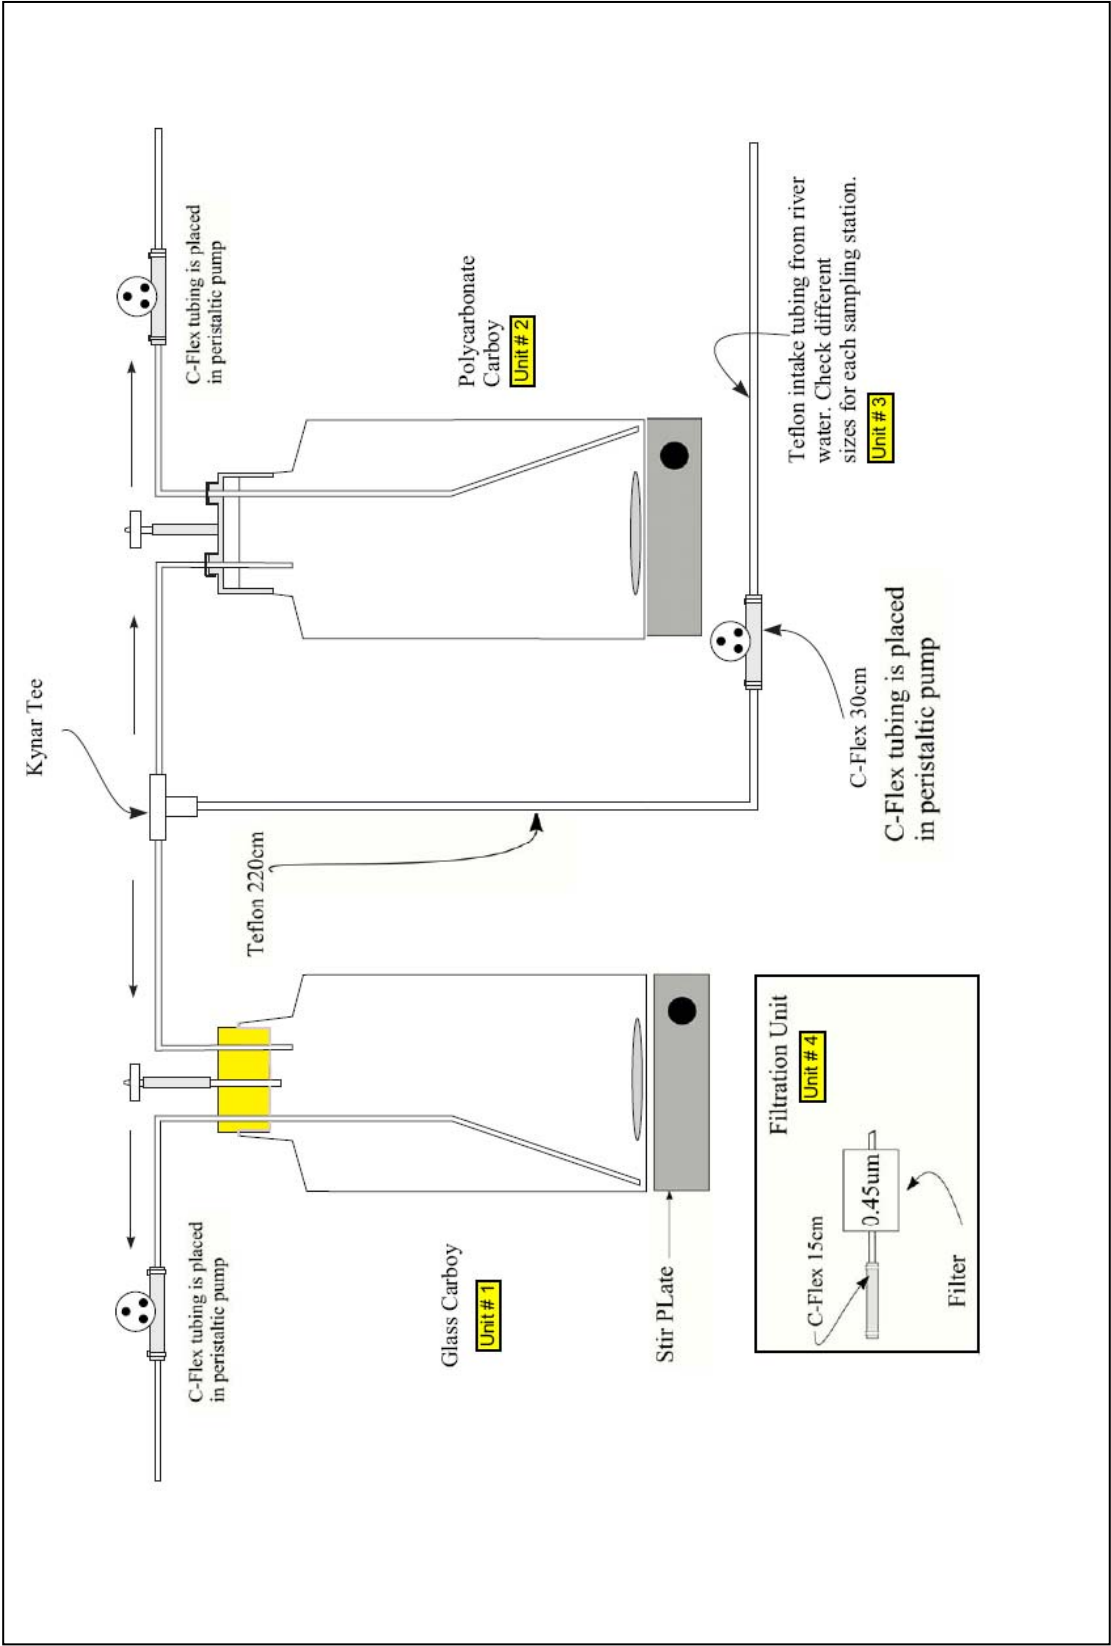 Kynar Tee
C-Flex tubing is placed
in peristaltic pump
C-Flex tubing is placed
in peristaltic pump
Teflon 220cm
Glass Carboy
Unit # 1
Polycarbonate
Carboy
Unit # 2
Stir PLate
Teflon intake tubing from river
water. Check different
sizes for each sampling station.
Unit # 3
C-Flex 30cm
C-Flex tubing is placed
in peristaltic pump
Filtration Unit
Unit # 4
C-Flex 15cm
0.45um
Filter